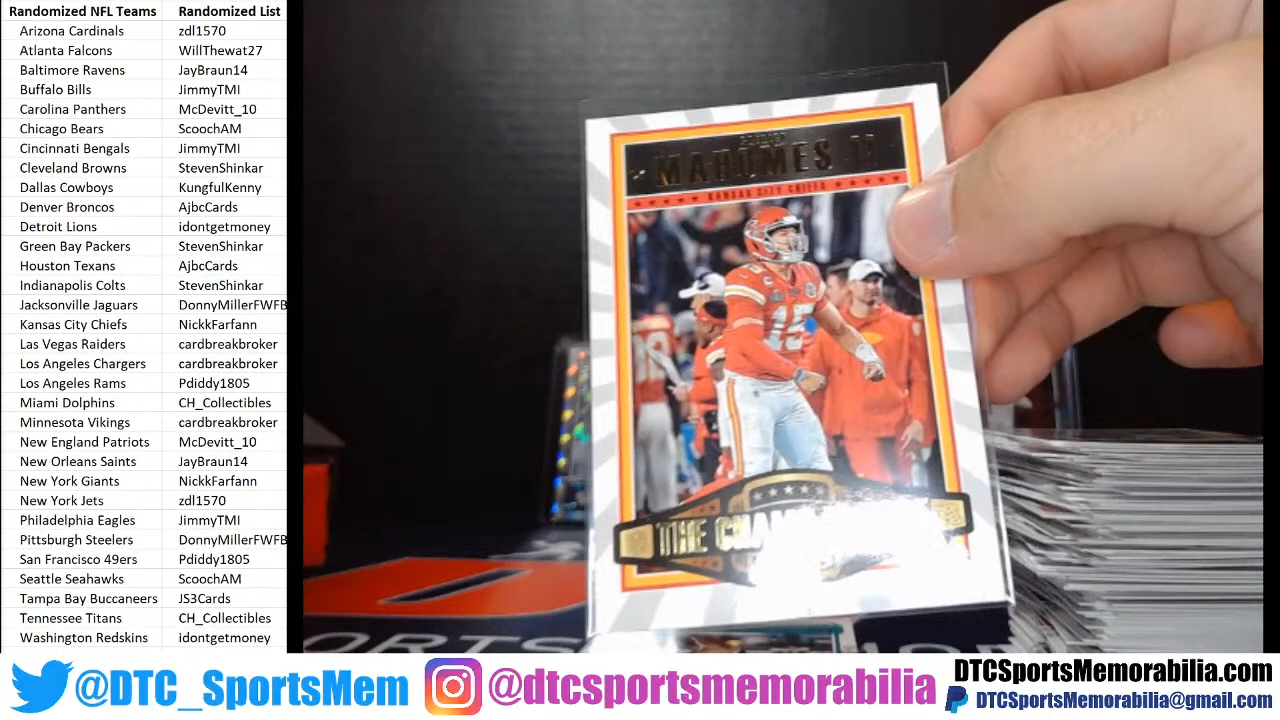 Randomized NFL Teams Randomized List
Arizona Cardinals zdl1570
Atlanta Falcons WillThewat27
Baltimore Ravens JayBraun14
Buffalo Bills JimmyTMI
Carolina Panthers McDevitt_10
Chicago Bears ScoochAM
Cincinnati Bengals JimmyTMI
Cleveland Browns StevenShinkar
Dallas Cowboys KungfulKenny
Denver Broncos AjbcCards
Detroit Lions idontgetmoney
Green Bay Packers StevenShinkar
Houston Texans AjbcCards
Indianapolis Colts StevenShinkar
Jacksonville Jaguars DonnyMillerFWFB
Kansas City Chiefs NickkFarfann
Las Vegas Raiders cardbreakbroker
Los Angeles Chargers cardbreakbroker
Los Angeles Rams Pdiddy1805
Miami Dolphins CH_Collectibles
Minnesota Vikings cardbreakbroker
New England Patriots McDevitt_10
New Orleans Saints JayBraun14
New York Giants NickkFarfann
New York Jets zdl1570
Philadelphia Eagles JimmyTMI
Pittsburgh Steelers DonnyMillerFWFB
San Francisco 49ers Pdiddy1805
Seattle Seahawks ScoochAM
Tampa Bay Buccaneers JS3Cards
Tennessee Titans CH_Collectibles
Washington Redskins idontgetmoney
PATRICK
MAHOMES II
KANSAS CITY CHIEFS
15
THE
@DTC_SportsMem
@dtcsportsmemorabilia
DTCSportsMemorabilia.com
DTCSportsMemorabilia@gmail.com